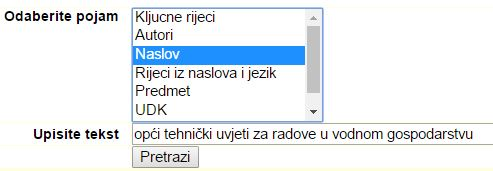 Odaberite pojam
Kljucne rijeci
Autori
Naslov
Rijeci iz naslova i jezik
Predmet
UDK
Upisite tekst opći tehnički uvjeti za radove u vodnom gospodarstvu
Pretrazi